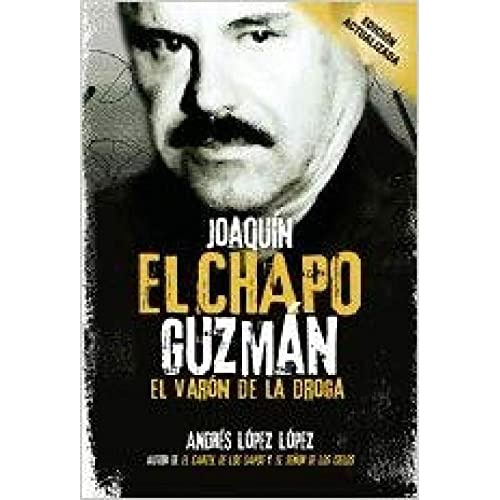 EDICIÓN
ACTUALIZADA
JOAQUÍN
EL CHAPO
GUZMÁN
EL VARÓN DE LA DROGA
ANDRÉS LÓPEZ LÓPEZ
AUTOR DE EL CARTEL DE LOS SAPOS Y EL SEÑOR DE LOS CIELOS